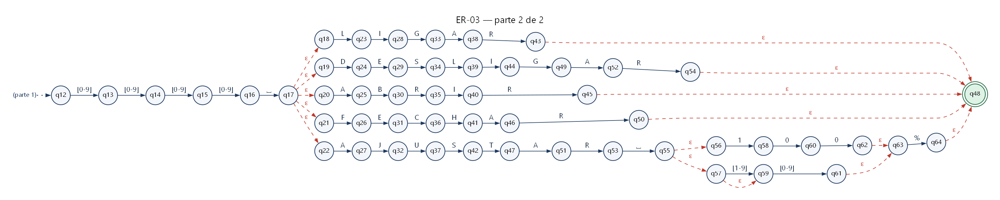 ER-03 — parte 2 de 2
q18 L q23 I q28 G q33 A q38 R q43 ε
ε q19 D q24 E q29 S q34 L q39 I q44 G q49 A q52 R q54 ε
ε
(parte 1) q12 [0-9] q13 [0-9] q14 [0-9] q15 [0-9] q16 ␣ q17 ε q20 A q25 B q30 R q35 I q40 R q45 ε q48
ε q21 F q26 E q31 C q36 H q41 A q46 R q50 ε
ε q22 A q27 J q32 U q37 S q42 T q47 A q51 R q53 ␣ q55
ε q56 1 q58 0 q60 0 q62 ε q63 % q64 ε
ε q57 [1-9] q59 [0-9] q61 ε
ε